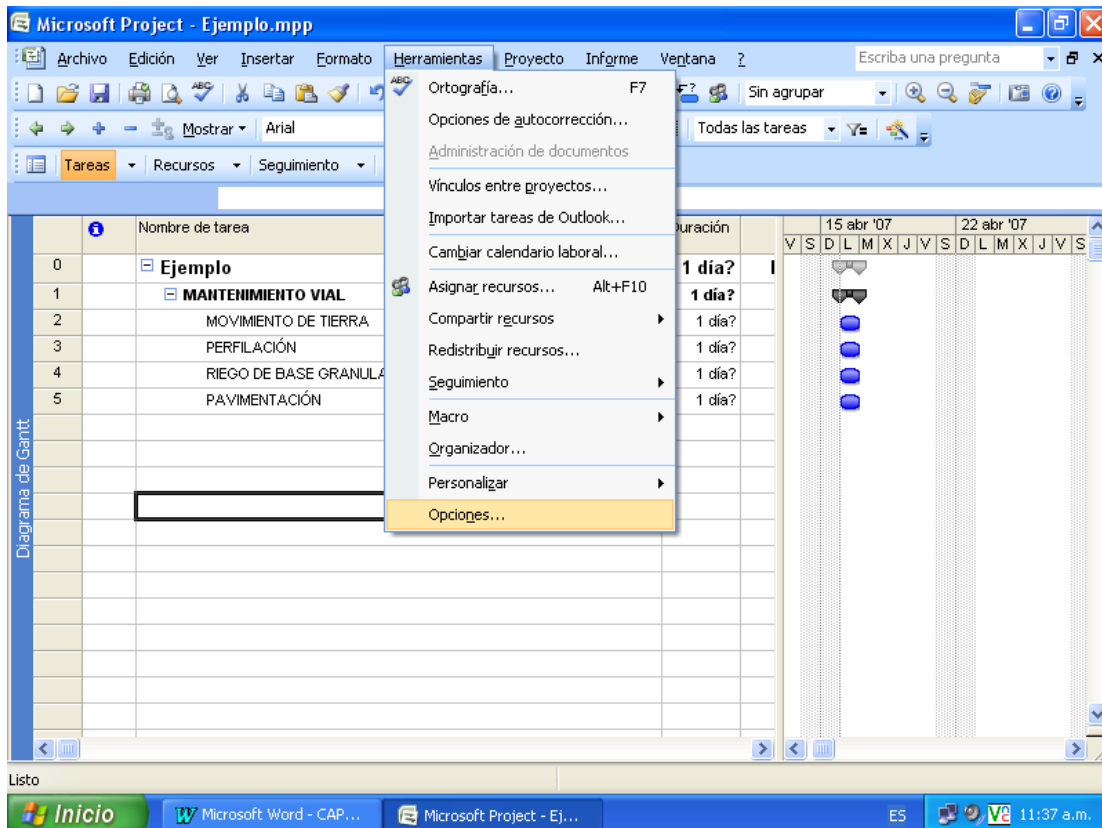 Microsoft Project - Ejemplo.mpp
Archivo Edición Ver Insertar Formato Herramientas Proyecto Informe Ventana ? Escriba una pregunta
Sin agrupar
Mostrar Arial Todas las tareas
Tareas Recursos Seguimiento
Ortografía... F7
Opciones de autocorrección...
Administración de documentos
Vínculos entre proyectos...
Importar tareas de Outlook...
Cambiar calendario laboral...
Asignar recursos... Alt+F10
Compartir recursos
Redistribuir recursos...
Seguimiento
Macro
Organizador...
Personalizar
Opciones...
Nombre de tarea
15 abr '07 22 abr '07
V S D L M X J V S D L M X J V S
0 Ejemplo 1 día?
1 MANTENIMIENTO VIAL 1 día?
2 MOVIMIENTO DE TIERRA 1 día?
3 PERFILACIÓN 1 día?
4 RIEGO DE BASE GRANULA 1 día?
5 PAVIMENTACIÓN 1 día?
Diagrama de Gantt
Listo
Inicio Microsoft Word - CAP... Microsoft Project - Ej... ES 11:37 a.m.